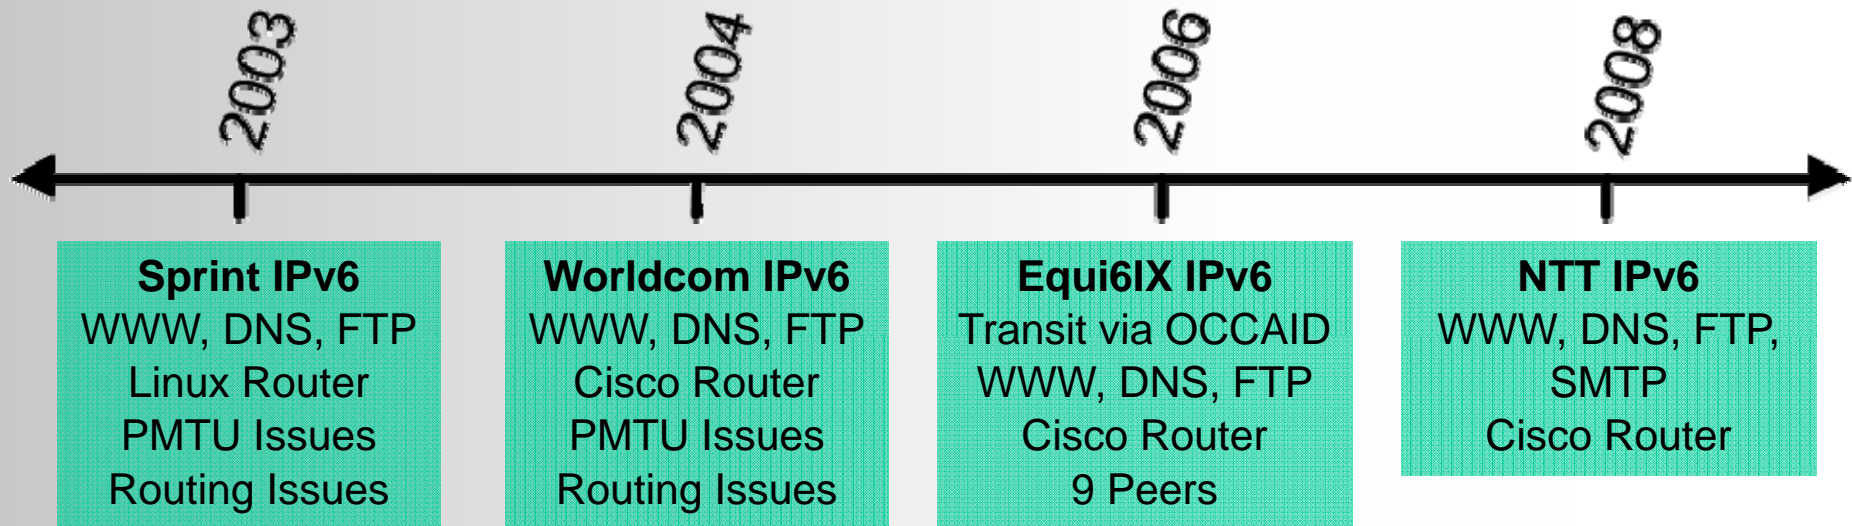 2003
2004
2006
2008
Sprint IPv6
WWW, DNS, FTP
Linux Router
PMTU Issues
Routing Issues
Worldcom IPv6
WWW, DNS, FTP
Cisco Router
PMTU Issues
Routing Issues
Equi6IX IPv6
Transit via OCCAID
WWW, DNS, FTP
Cisco Router
9 Peers
NTT IPv6
WWW, DNS, FTP,
SMTP
Cisco Router